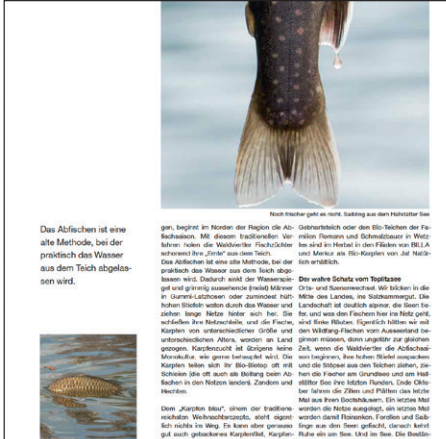 Noch frischer geht es nicht. Saibling aus dem Hallstätter See
Das Abfischen ist eine
alte Methode, bei der
praktisch das Wasser
aus dem Teich abgelas-
sen wird.
gen, beginnt im Norden der Region die Ab-
fischsaison. Mit diesem traditionellen Ver-
fahren holen die Waldviertler Fischzüchter
schonend ihre „Ernte“ aus dem Teich.
Das Abfischen ist eine alte Methode, bei der
praktisch das Wasser aus dem Teich abge-
lassen wird. Dadurch sinkt der Wasserspie-
gel und grimmig aussehende (meist) Männer
in Gummi-Latzhosen oder zumindest hüft-
hohen Stiefeln waten durch das Wasser und
ziehen lange Netze hinter sich her. Sie
schließen ihre Netzschleife, und die Fische,
Karpfen von unterschiedlicher Größe und
unterschiedlichen Alters, werden an Land
gezogen. Karpfenzucht ist übrigens keine
Monokultur, wie gerne behauptet wird. Die
Karpfen teilen sich ihr Bio-Biotop oft mit
Schleien (die oft auch als Beifang beim Ab-
fischen in den Netzen landen), Zandern und
Hechten.
Dem „Karpfen blau“, einem der traditions-
reichsten Weihnachtsrezepte, steht eigent-
lich nichts im Weg. Es kann aber genauso
gut auch gebackenes Karpfenfilet, Karpfen-
Gebhartsteich oder den Bio-Teichen der Fa-
milien Remann und Schmalzbauer in Welz-
les sind im Herbst in den Filialen von BILLA
und Merkur als Bio-Karpfen von Ja! Natür-
lich erhältlich.
Der wahre Schatz vom Toplitzsee
Orts- und Szenenwechsel. Wir blicken in die
Mitte des Landes, ins Salzkammergut. Die
Landschaft ist deutlich alpiner, die Seen tie-
fer, und was den Fischern hier ins Netz geht,
sind flinke Räuber. Eigentlich hätten wir mit
den Wildfang-Fischen vom Ausseerland be-
ginnen müssen, denn ungefähr zur gleichen
Zeit, wenn die Waldviertler die Abfischsai-
son beginnen, ihre hohen Stiefel auspacken
und die Stöpsel aus den Teichen ziehen, zie-
hen die Fischer am Grundlsee und am Hall-
stätter See ihre letzten Runden. Ende Okto-
ber fahren die Zillen und Plätten das letzte
Mal aus ihren Bootshäusern. Ein letztes Mal
werden die Netze ausgelegt, ein letztes Mal
werden damit Reinanken, Forellen und Saib-
linge aus den Seen gefischt, danach kehrt
Ruhe ein am See. Und im See. Die Bestän-